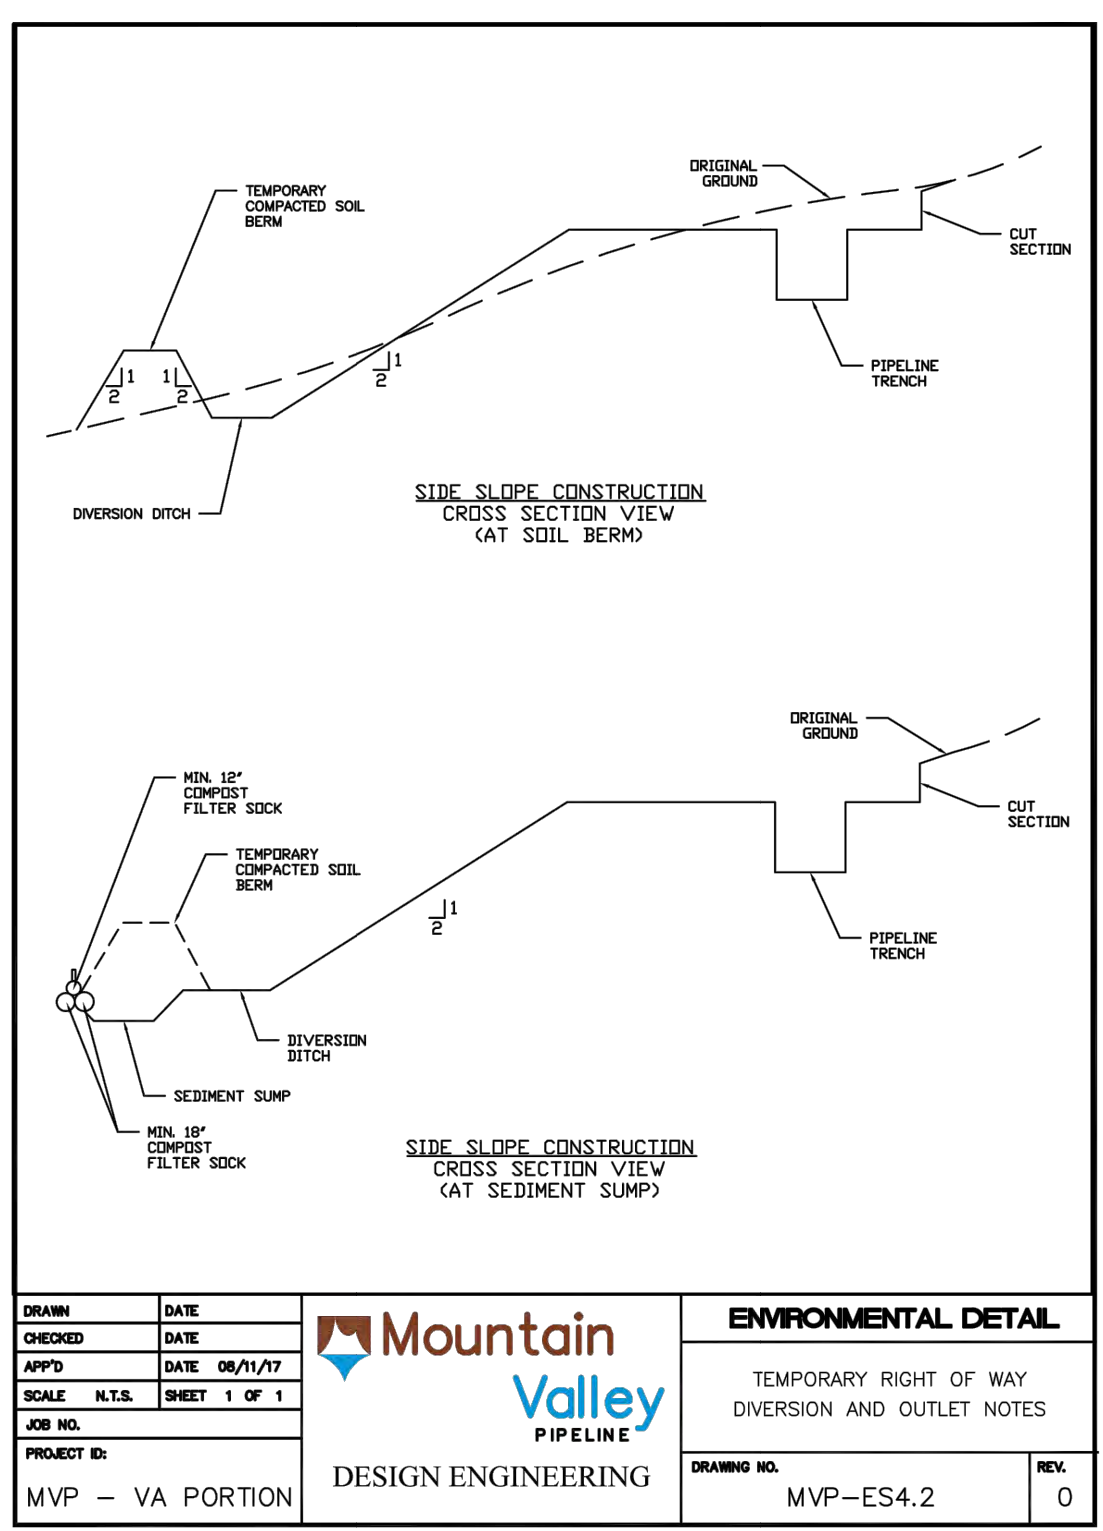 ORIGINAL
GROUND
TEMPORARY
COMPACTED SOIL
BERM
CUT
SECTION
PIPELINE
TRENCH
1
2
1
2
1
2
DIVERSION DITCH
SIDE SLOPE CONSTRUCTION
CROSS SECTION VIEW
(AT SOIL BERM)
ORIGINAL
GROUND
MIN. 12"
COMPOST
FILTER SOCK
CUT
SECTION
TEMPORARY
COMPACTED SOIL
BERM
1
2
PIPELINE
TRENCH
DIVERSION
DITCH
SEDIMENT SUMP
MIN. 18"
COMPOST
FILTER SOCK
SIDE SLOPE CONSTRUCTION
CROSS SECTION VIEW
(AT SEDIMENT SUMP)
DRAWN DATE
CHECKED DATE
APP'D DATE 08/11/17
SCALE N.T.S. SHEET 1 OF 1
JOB NO.
PROJECT ID:
MVP - VA PORTION
Mountain
Valley
PIPELINE
DESIGN ENGINEERING
ENVIRONMENTAL DETAIL
TEMPORARY RIGHT OF WAY
DIVERSION AND OUTLET NOTES
DRAWING NO.
MVP-ES4.2
REV.
0